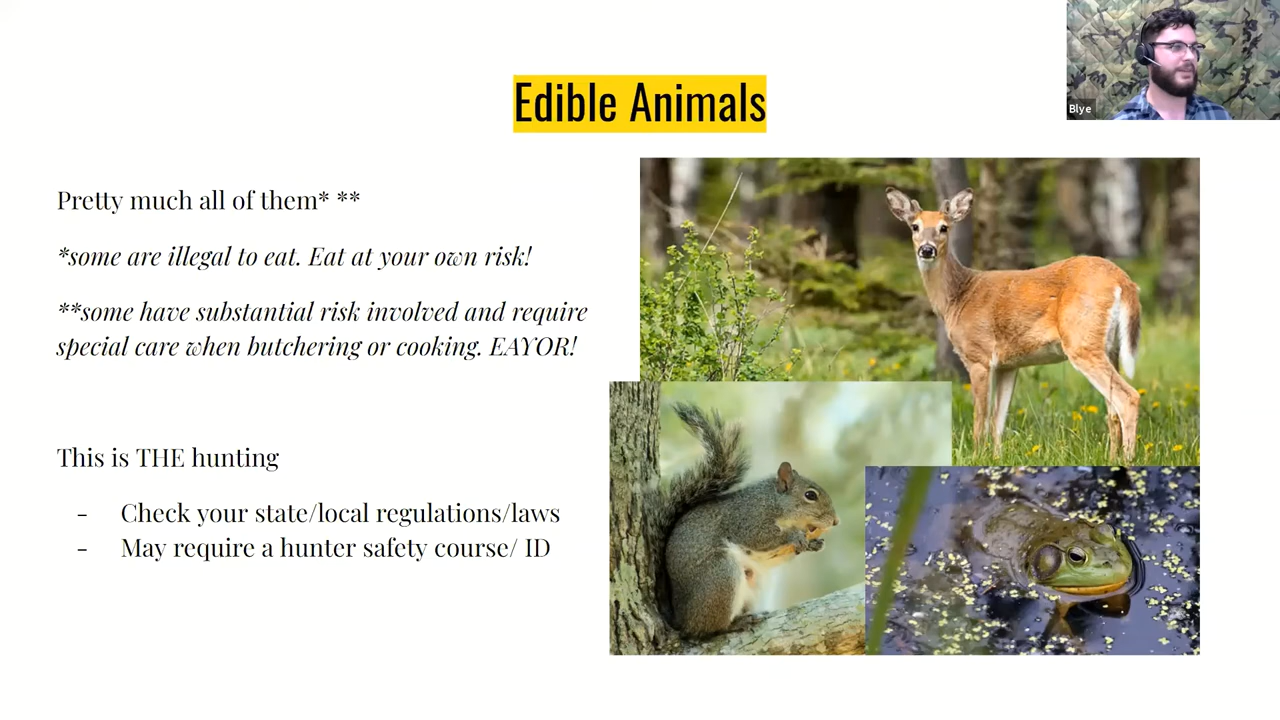 Edible Animals
Blye
Pretty much all of them* **
*some are illegal to eat. Eat at your own risk!
**some have substantial risk involved and require
special care when butchering or cooking. EAYOR!
This is THE hunting
- Check your state/local regulations/laws
- May require a hunter safety course/ ID